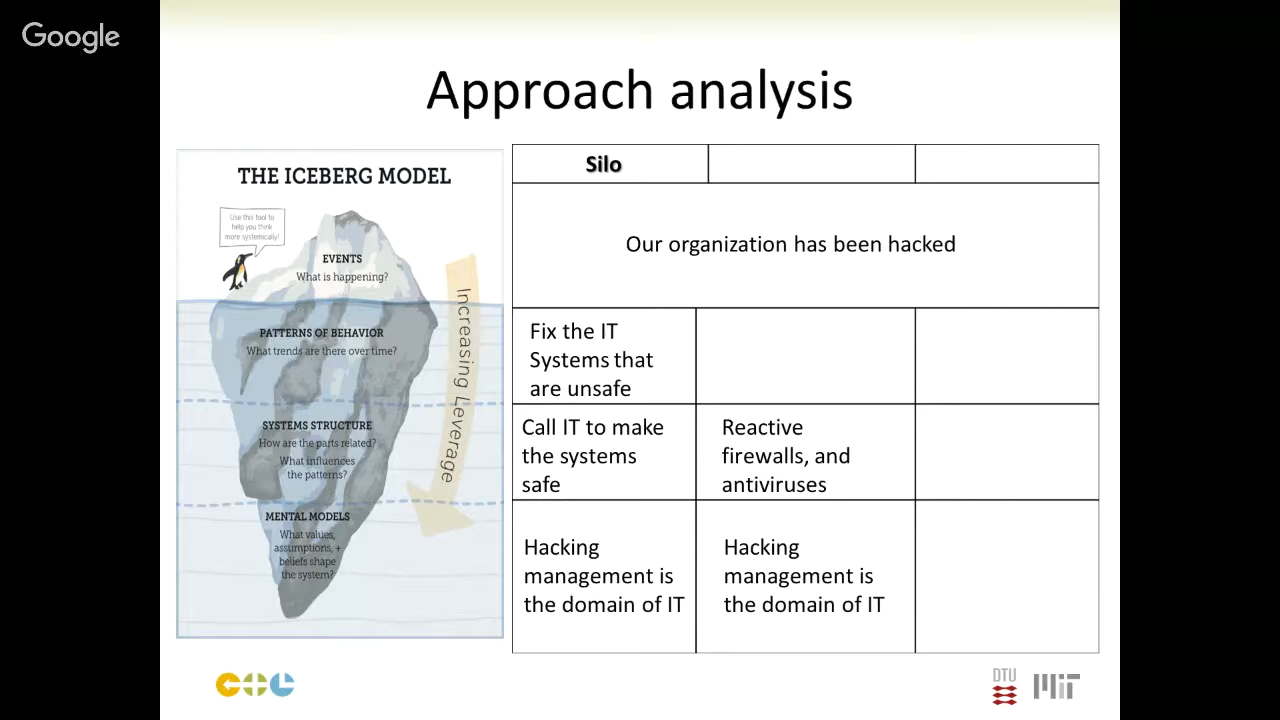 Google
Approach analysis
THE ICEBERG MODEL
Use this tool to
help you think
more systemically!
EVENTS
What is happening?
PATTERNS OF BEHAVIOR
What trends are there over time?
SYSTEMS STRUCTURE
How are the parts related?
What influences
the patterns?
MENTAL MODELS
What values,
assumptions, +
beliefs shape
the system?
Increasing Leverage
Silo
Our organization has been hacked
Fix the IT
Systems that
are unsafe
Call IT to make
the systems
safe
Reactive
firewalls, and
antiviruses
Hacking
management is
the domain of IT
Hacking
management is
the domain of IT
DTU
MIT